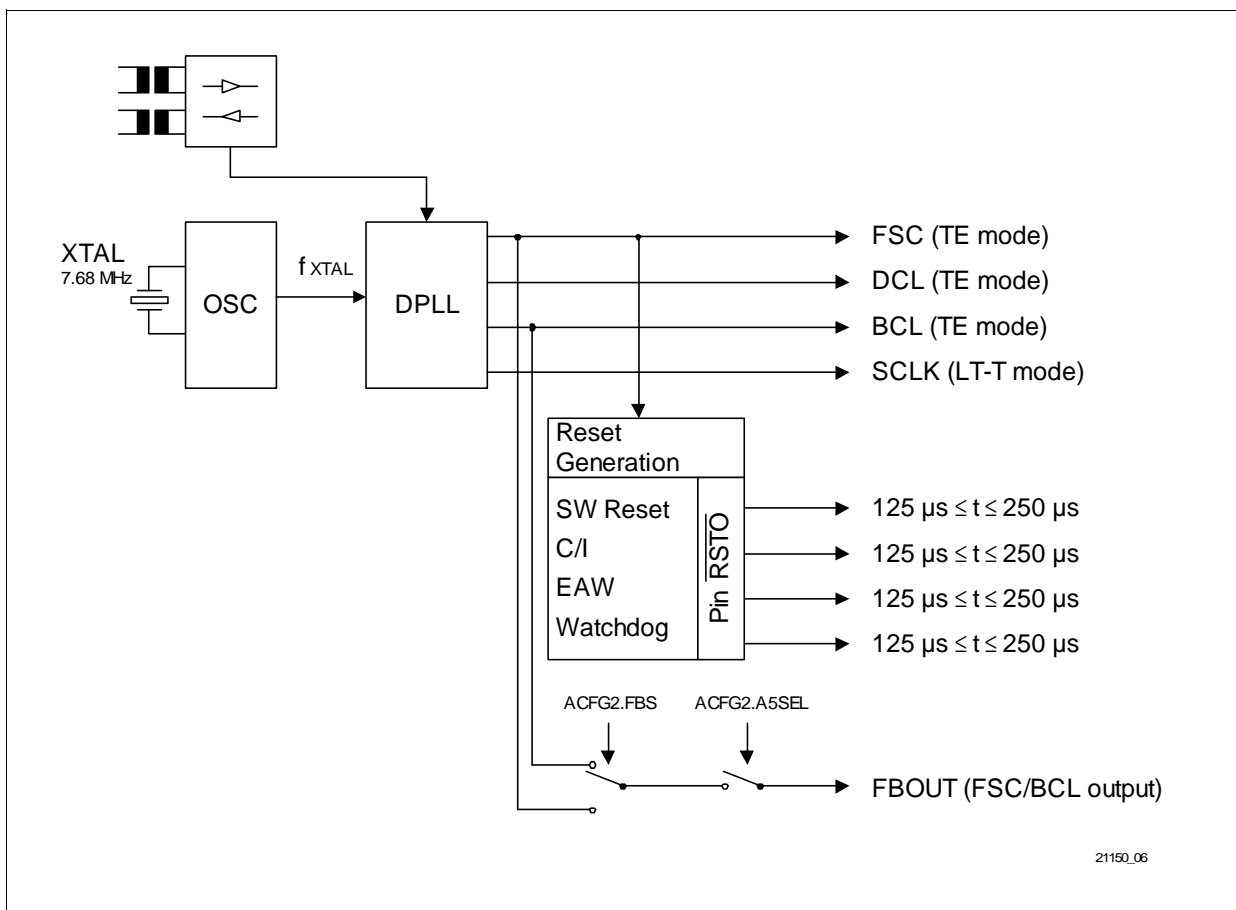 XTAL
7.68 MHz
OSC
f XTAL
DPLL
FSC (TE mode)
DCL (TE mode)
BCL (TE mode)
SCLK (LT-T mode)
Reset
Generation
SW Reset
C/I
EAW
Watchdog
Pin RSTO
125 µs ≤ t ≤ 250 µs
125 µs ≤ t ≤ 250 µs
125 µs ≤ t ≤ 250 µs
125 µs ≤ t ≤ 250 µs
ACFG2.FBS
ACFG2.A5SEL
FBOUT (FSC/BCL output)
21150_06